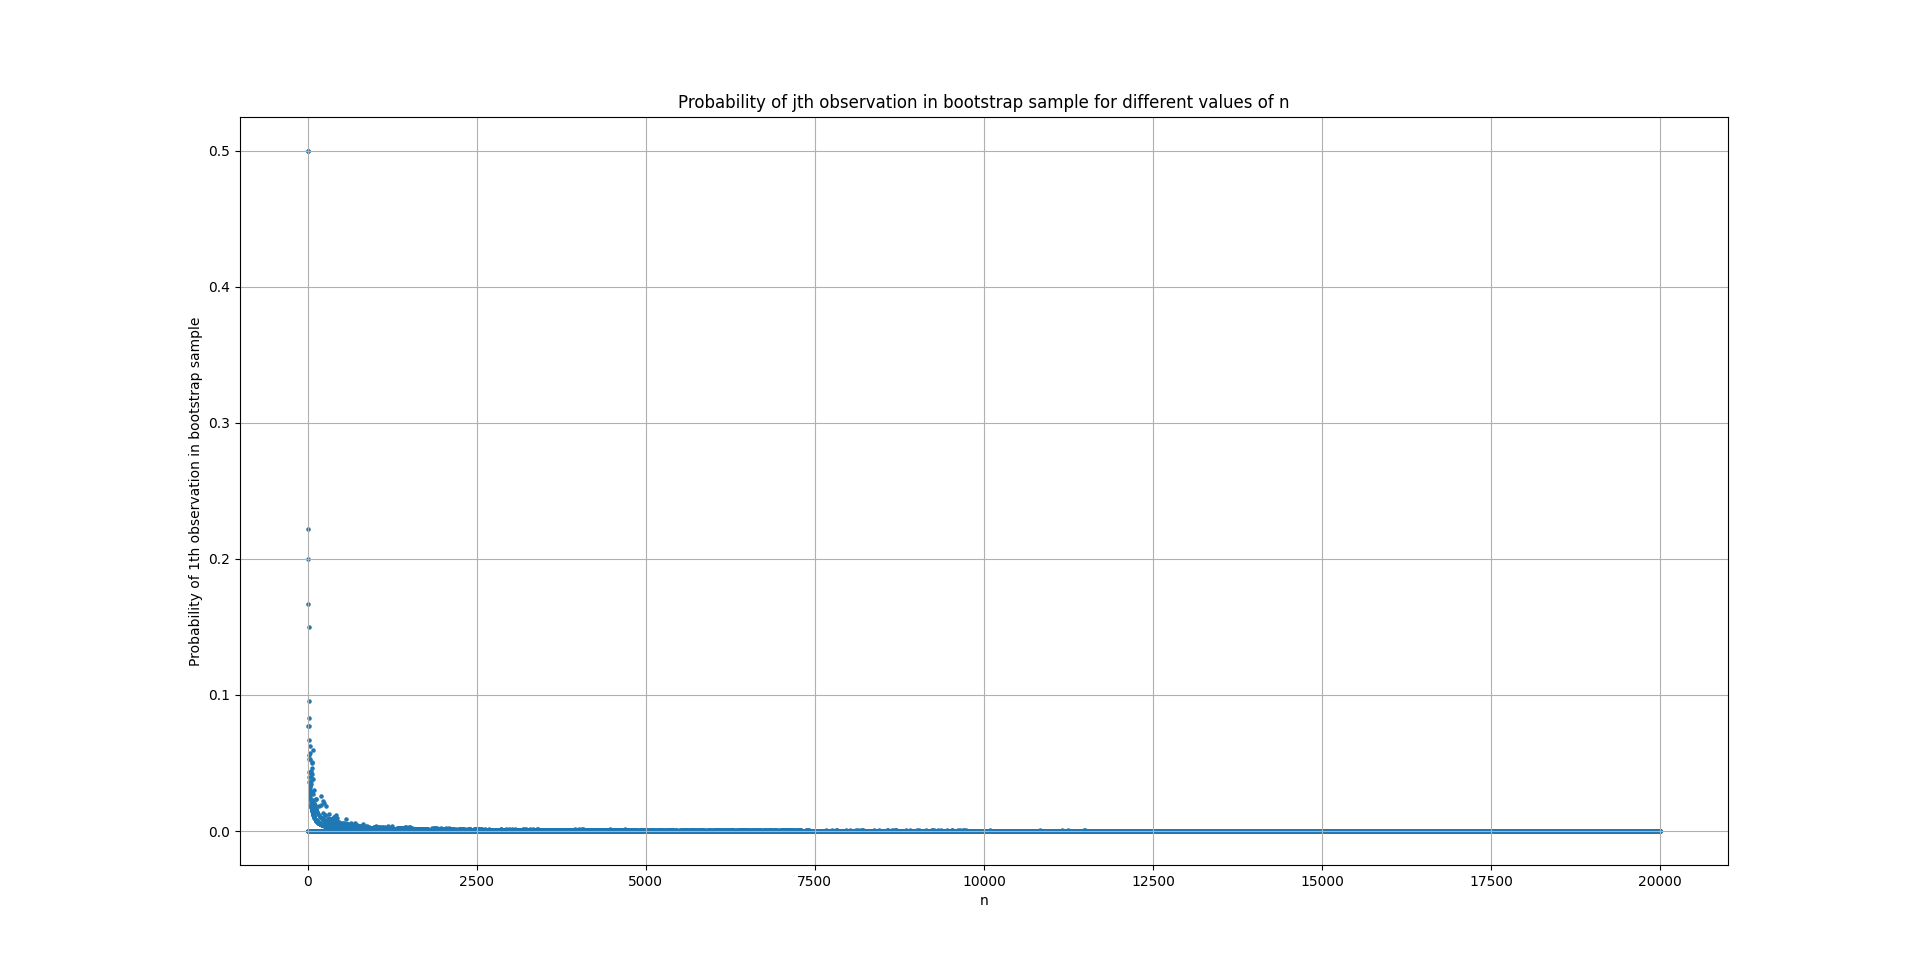 Probability of jth observation in bootstrap sample for different values of n
Probability of 1th observation in bootstrap sample
0.5
0.4
0.3
0.2
0.1
0.0
0 2500 5000 7500 10000 12500 15000 17500 20000
n